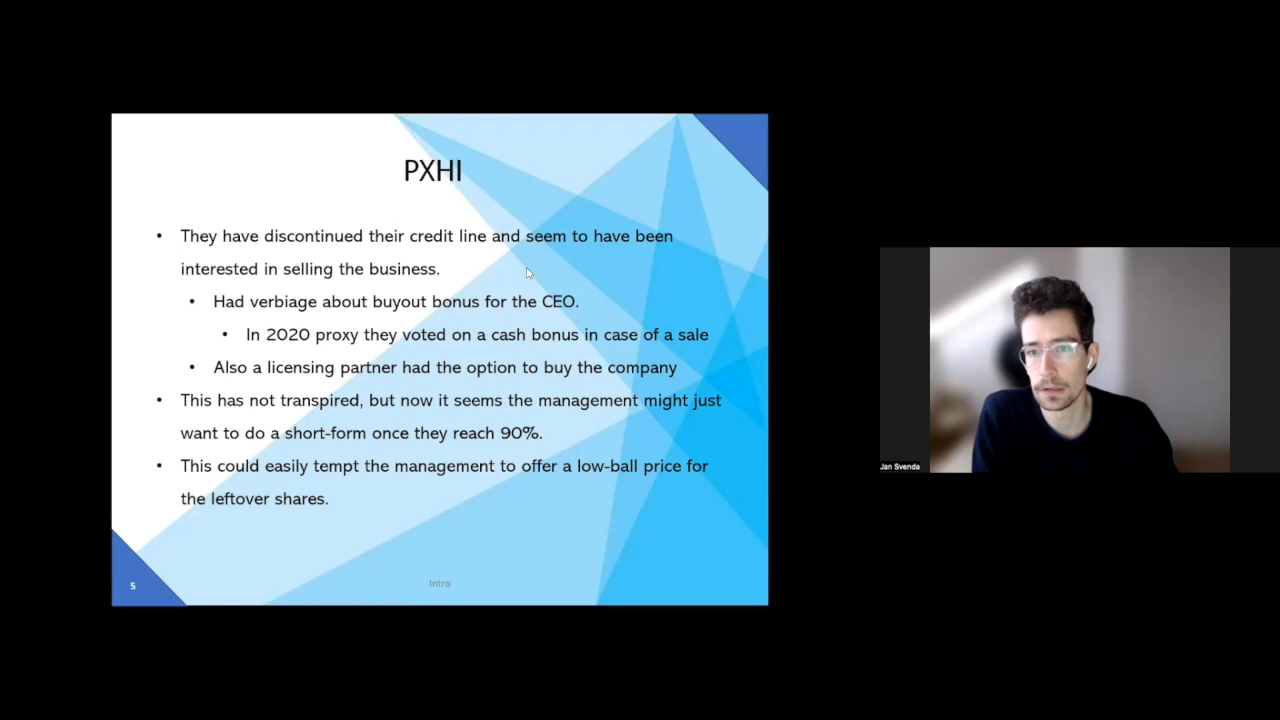 PXHI
• They have discontinued their credit line and seem to have been
interested in selling the business.
• Had verbiage about buyout bonus for the CEO.
• In 2020 proxy they voted on a cash bonus in case of a sale
• Also a licensing partner had the option to buy the company
• This has not transpired, but now it seems the management might just
want to do a short-form once they reach 90%.
• This could easily tempt the management to offer a low-ball price for
the leftover shares.
5
Intro
Jan Svenda